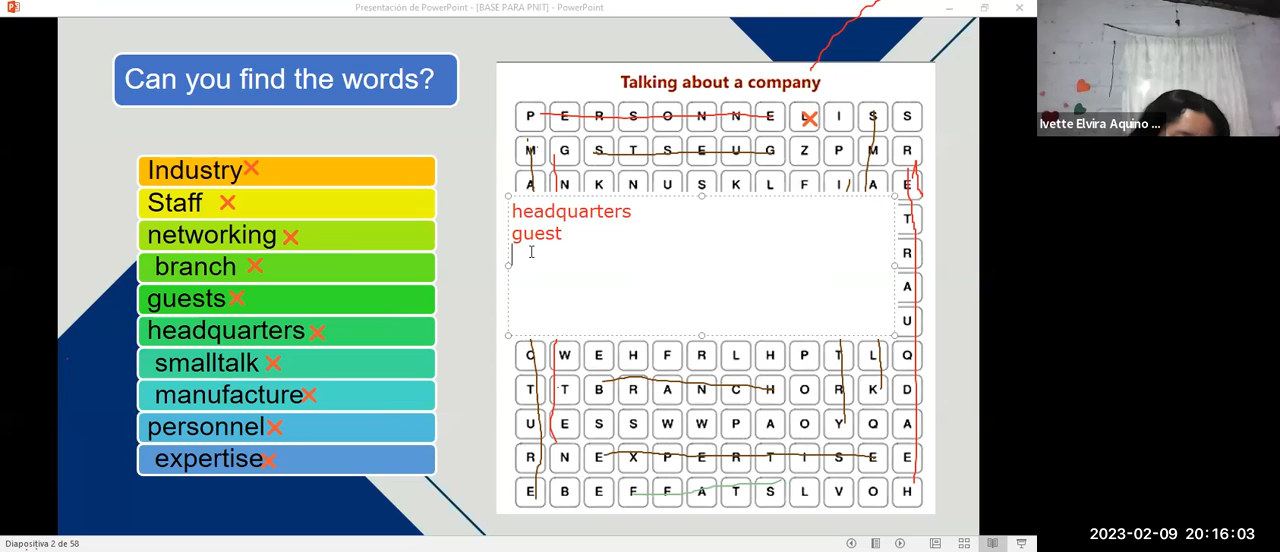 Presentación de PowerPoint - [BASE PARA PNIT] - PowerPoint
Can you find the words?
Industry
Staff
networking
branch
guests
headquarters
smalltalk
manufacture
personnel
expertise
Talking about a company
P E R S O N N E L I S S
M G S T S E U G Z P M R
A N K N U S K L F I A E
T
R
A
U
headquarters
guest
C W E H F R L H P T L Q
T T B R A N C H O R K D
U E S S W W P A O Y Q A
R N E X P E R T I S E E
E B E F F A T S L V O H
Ivette Elvira Aquino ...
2023-02-09 20:16:03
Diapositiva 2 de 58